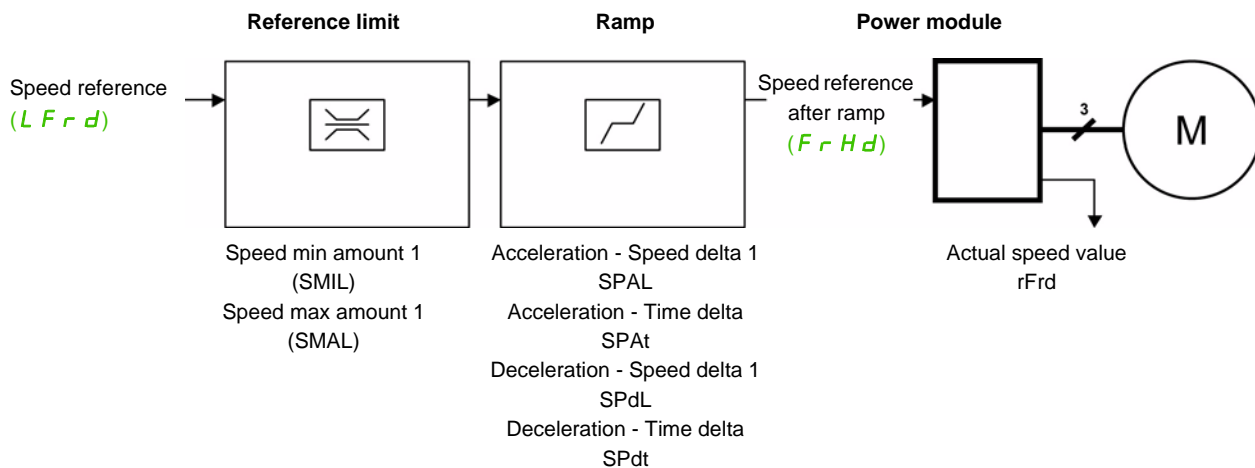 Reference limit
Ramp
Power module
Speed reference
(LFrd)
Speed reference
after ramp
(FrHd)
3
M
Speed min amount 1
(SMIL)
Speed max amount 1
(SMAL)
Acceleration - Speed delta 1
SPAL
Acceleration - Time delta
SPAt
Deceleration - Speed delta 1
SPdL
Deceleration - Time delta
SPdt
Actual speed value
rFrd